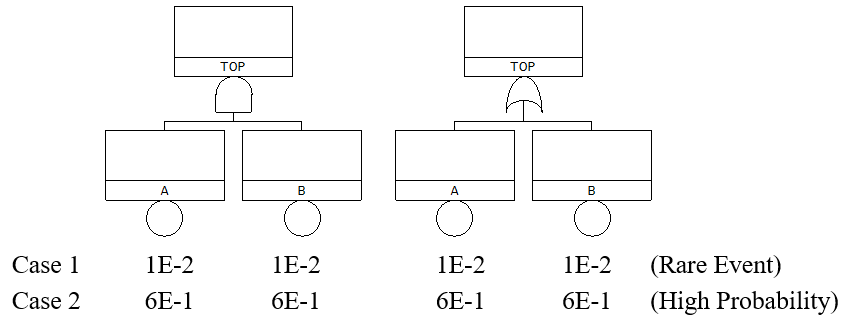 TOP TOP
A B A B
Case 1 1E-2 1E-2 1E-2 1E-2 (Rare Event)
Case 2 6E-1 6E-1 6E-1 6E-1 (High Probability)